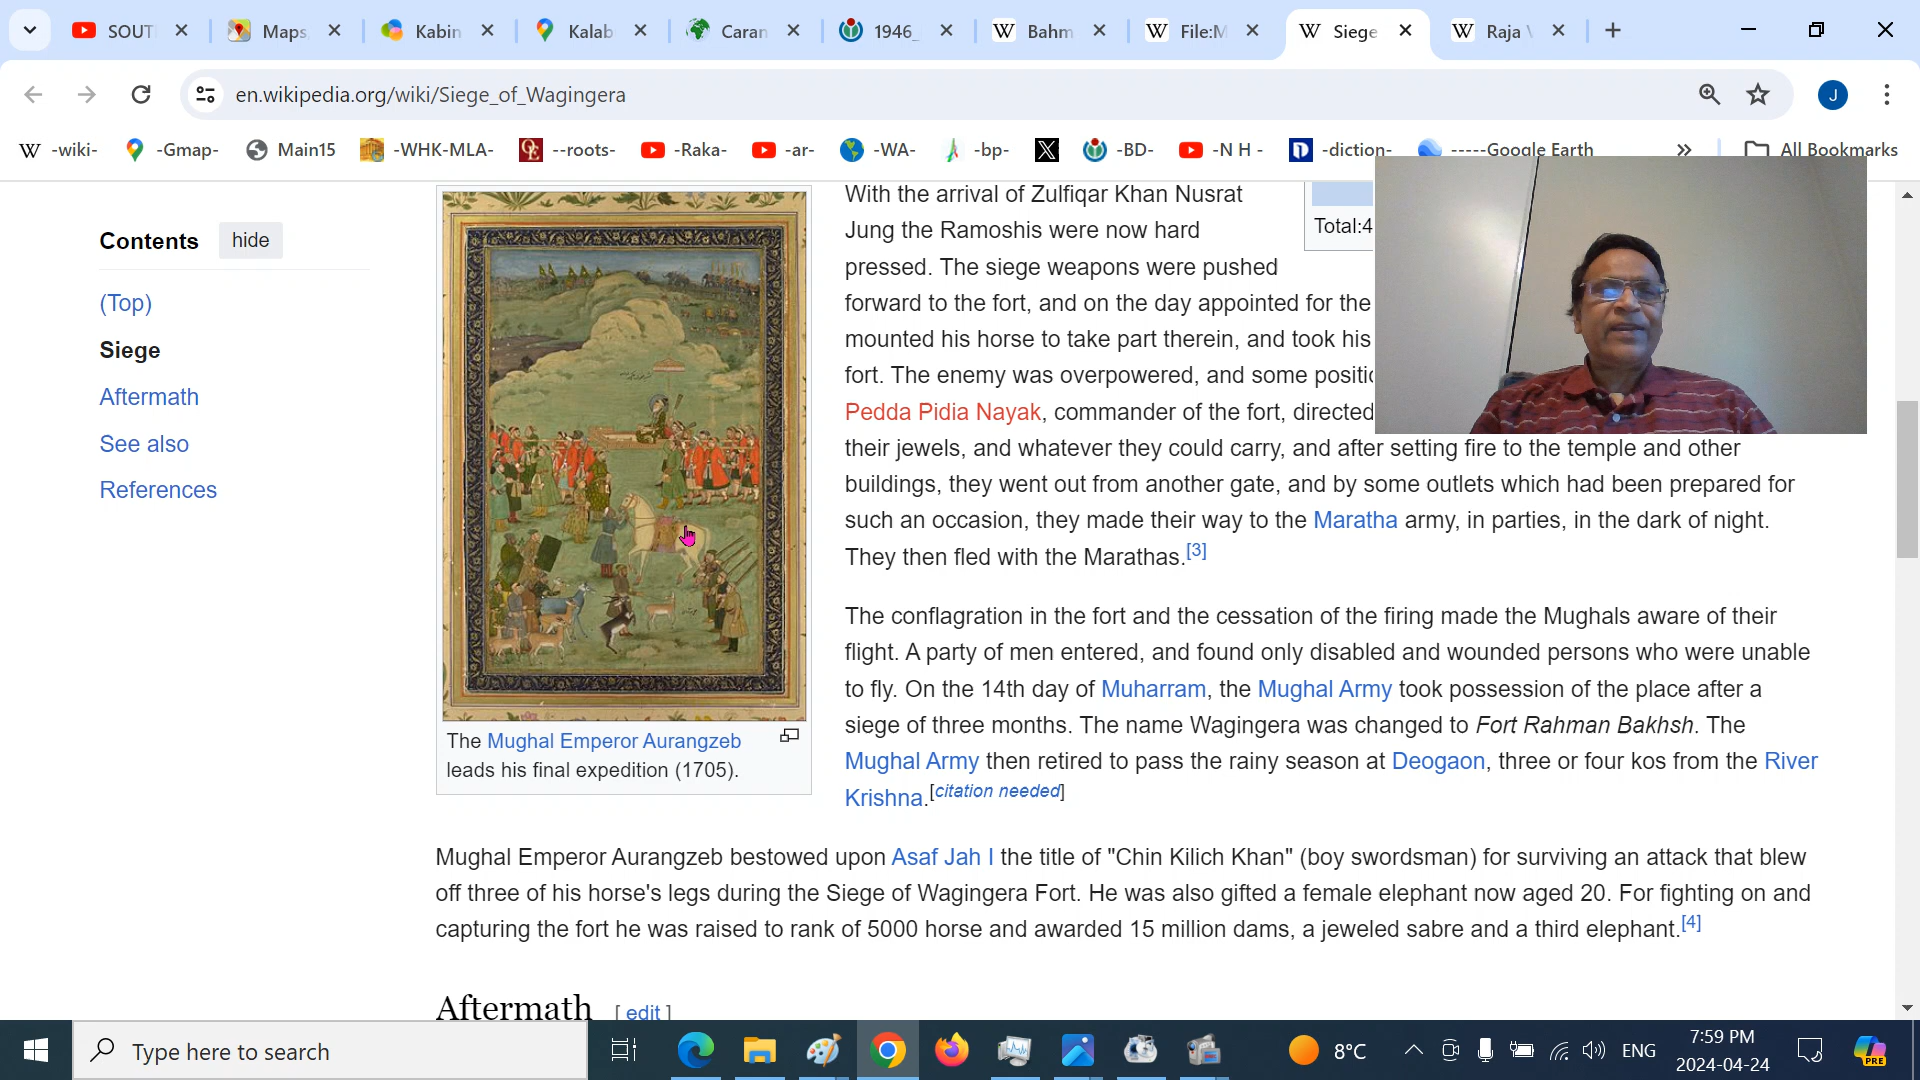 SOUT
Maps,
Kabin
Kalab
Caran
1946_
Bahm
File:M
Siege
Raja V
en.wikipedia.org/wiki/Siege_of_Wagingera
J
-wiki-
-Gmap-
Main15
-WHK-MLA-
--roots-
-Raka-
-ar-
-WA-
-bp-
-BD-
-N H -
-diction-
-----Google Earth
All Bookmarks
Contents
hide
(Top)
Siege
Aftermath
See also
References
The Mughal Emperor Aurangzeb
leads his final expedition (1705).
Total:4
With the arrival of Zulfiqar Khan Nusrat
Jung the Ramoshis were now hard
pressed. The siege weapons were pushed
forward to the fort, and on the day appointed for the
mounted his horse to take part therein, and took his
fort. The enemy was overpowered, and some positi
Pedda Pidia Nayak, commander of the fort, directed
their jewels, and whatever they could carry, and after setting fire to the temple and other
buildings, they went out from another gate, and by some outlets which had been prepared for
such an occasion, they made their way to the Maratha army, in parties, in the dark of night.
They then fled with the Marathas.[3]
The conflagration in the fort and the cessation of the firing made the Mughals aware of their
flight. A party of men entered, and found only disabled and wounded persons who were unable
to fly. On the 14th day of Muharram, the Mughal Army took possession of the place after a
siege of three months. The name Wagingera was changed to Fort Rahman Bakhsh. The
Mughal Army then retired to pass the rainy season at Deogaon, three or four kos from the River
Krishna.[citation needed]
Mughal Emperor Aurangzeb bestowed upon Asaf Jah I the title of "Chin Kilich Khan" (boy swordsman) for surviving an attack that blew
off three of his horse's legs during the Siege of Wagingera Fort. He was also gifted a female elephant now aged 20. For fighting on and
capturing the fort he was raised to rank of 5000 horse and awarded 15 million dams, a jeweled sabre and a third elephant.[4]
Aftermath [ edit ]
Type here to search
8°C
ENG
7:59 PM
2024-04-24
PRE